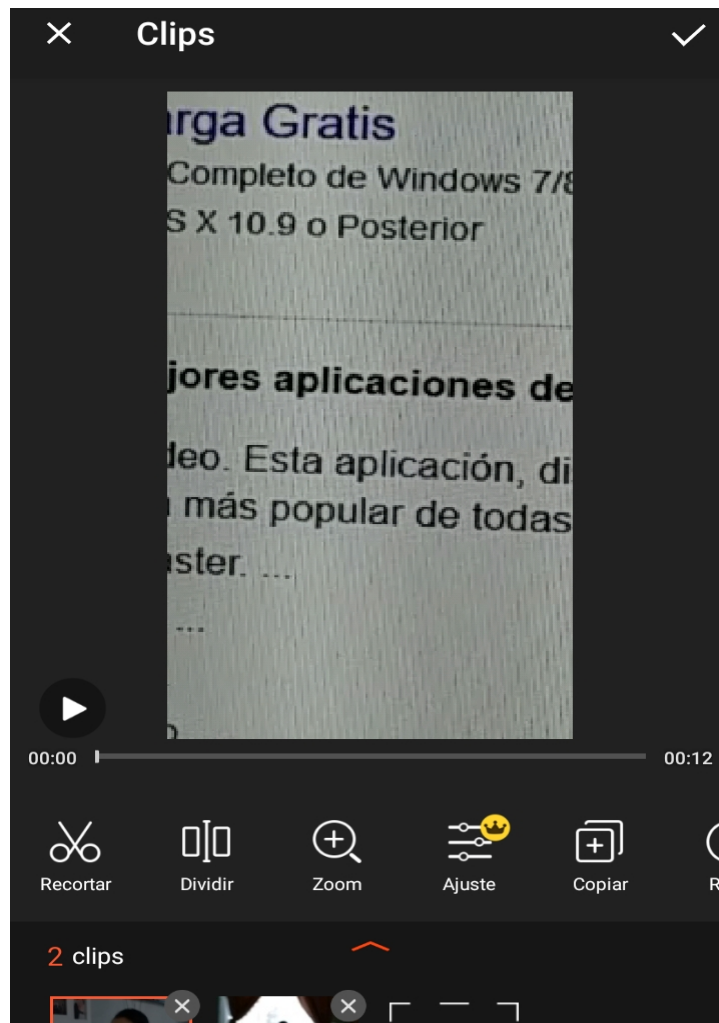 Clips
rga Gratis
Completo de Windows 7/8
S X 10.9 o Posterior
jores aplicaciones de
deo. Esta aplicación, di
más popular de todas
ster. ...
...
00:00
00:12
Recortar
Dividir
Zoom
Ajuste
Copiar
R
2 clips